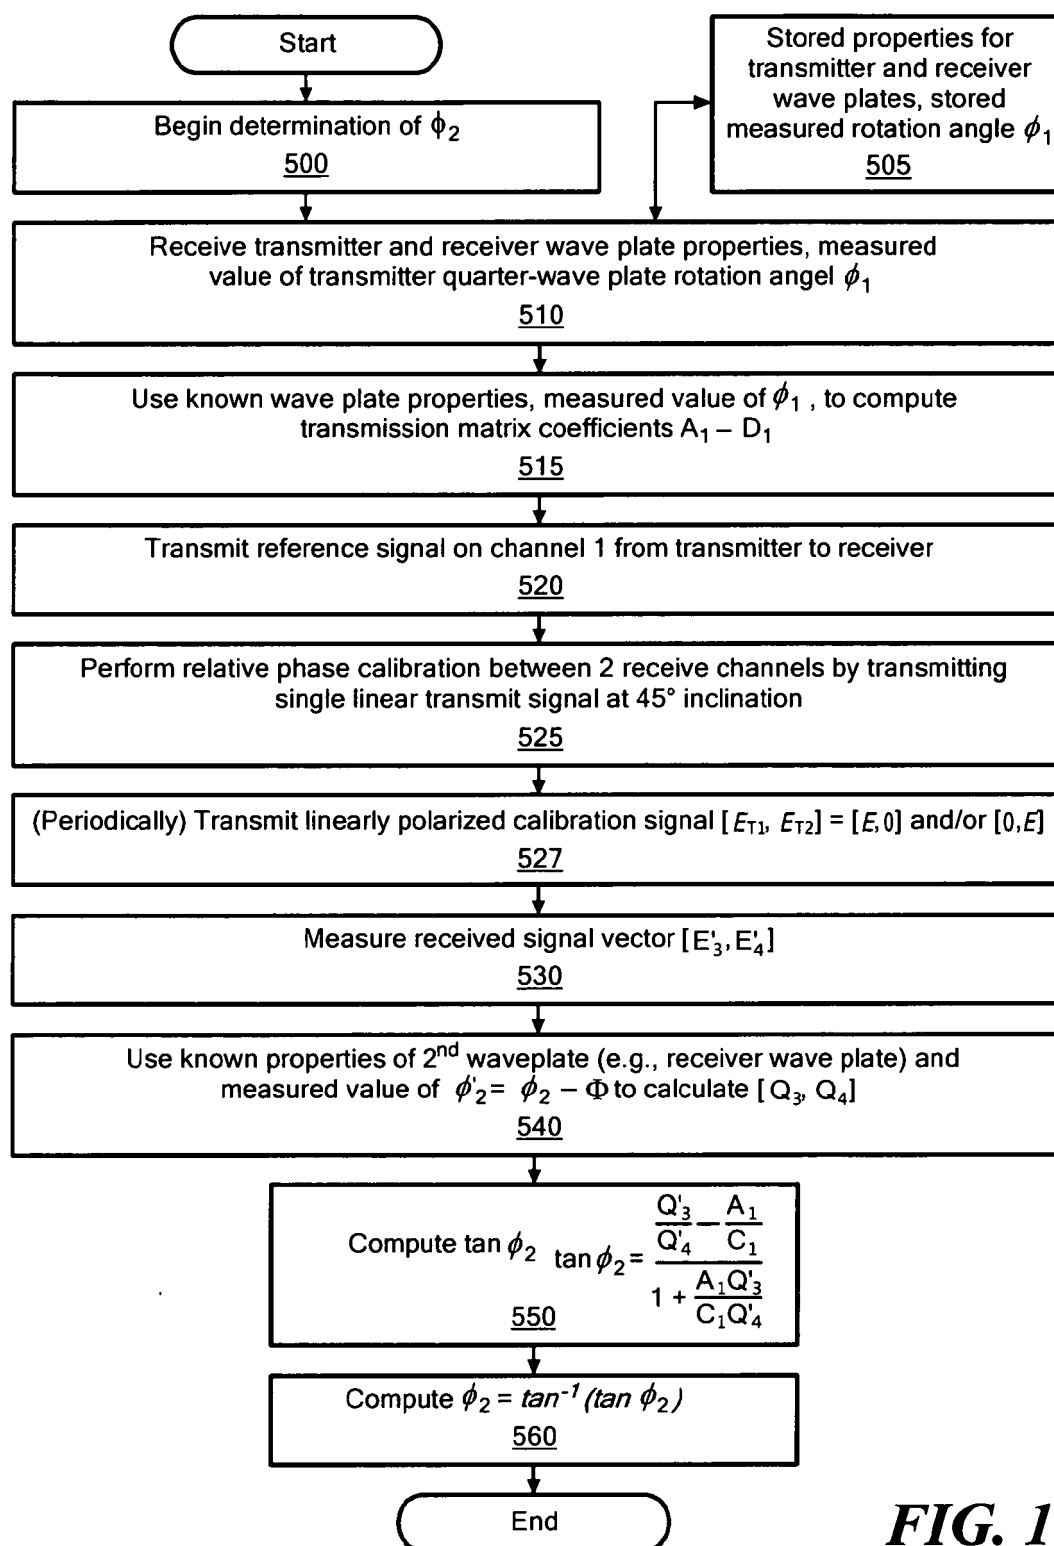 Start
Stored properties for
transmitter and receiver
wave plates, stored
measured rotation angle ϕ1
505
Begin determination of ϕ2
500
Receive transmitter and receiver wave plate properties, measured
value of transmitter quarter-wave plate rotation angel ϕ1
510
Use known wave plate properties, measured value of ϕ1 , to compute
transmission matrix coefficients A1 – D1
515
Transmit reference signal on channel 1 from transmitter to receiver
520
Perform relative phase calibration between 2 receive channels by transmitting
single linear transmit signal at 45° inclination
525
(Periodically) Transmit linearly polarized calibration signal [ET1, ET2] = [E,0] and/or [0,E]
527
Measure received signal vector [E'3,E'4]
530
Use known properties of 2nd waveplate (e.g., receiver wave plate) and
measured value of ϕ'2= ϕ2 – Φ to calculate [Q3, Q4]
540
Compute tan ϕ2 tan ϕ2 = (Q'3/Q'4 – A1/C1) / (1 + A1Q'3/C1Q'4)
550
Compute ϕ2 = tan-1 (tan ϕ2)
560
End
FIG. 1